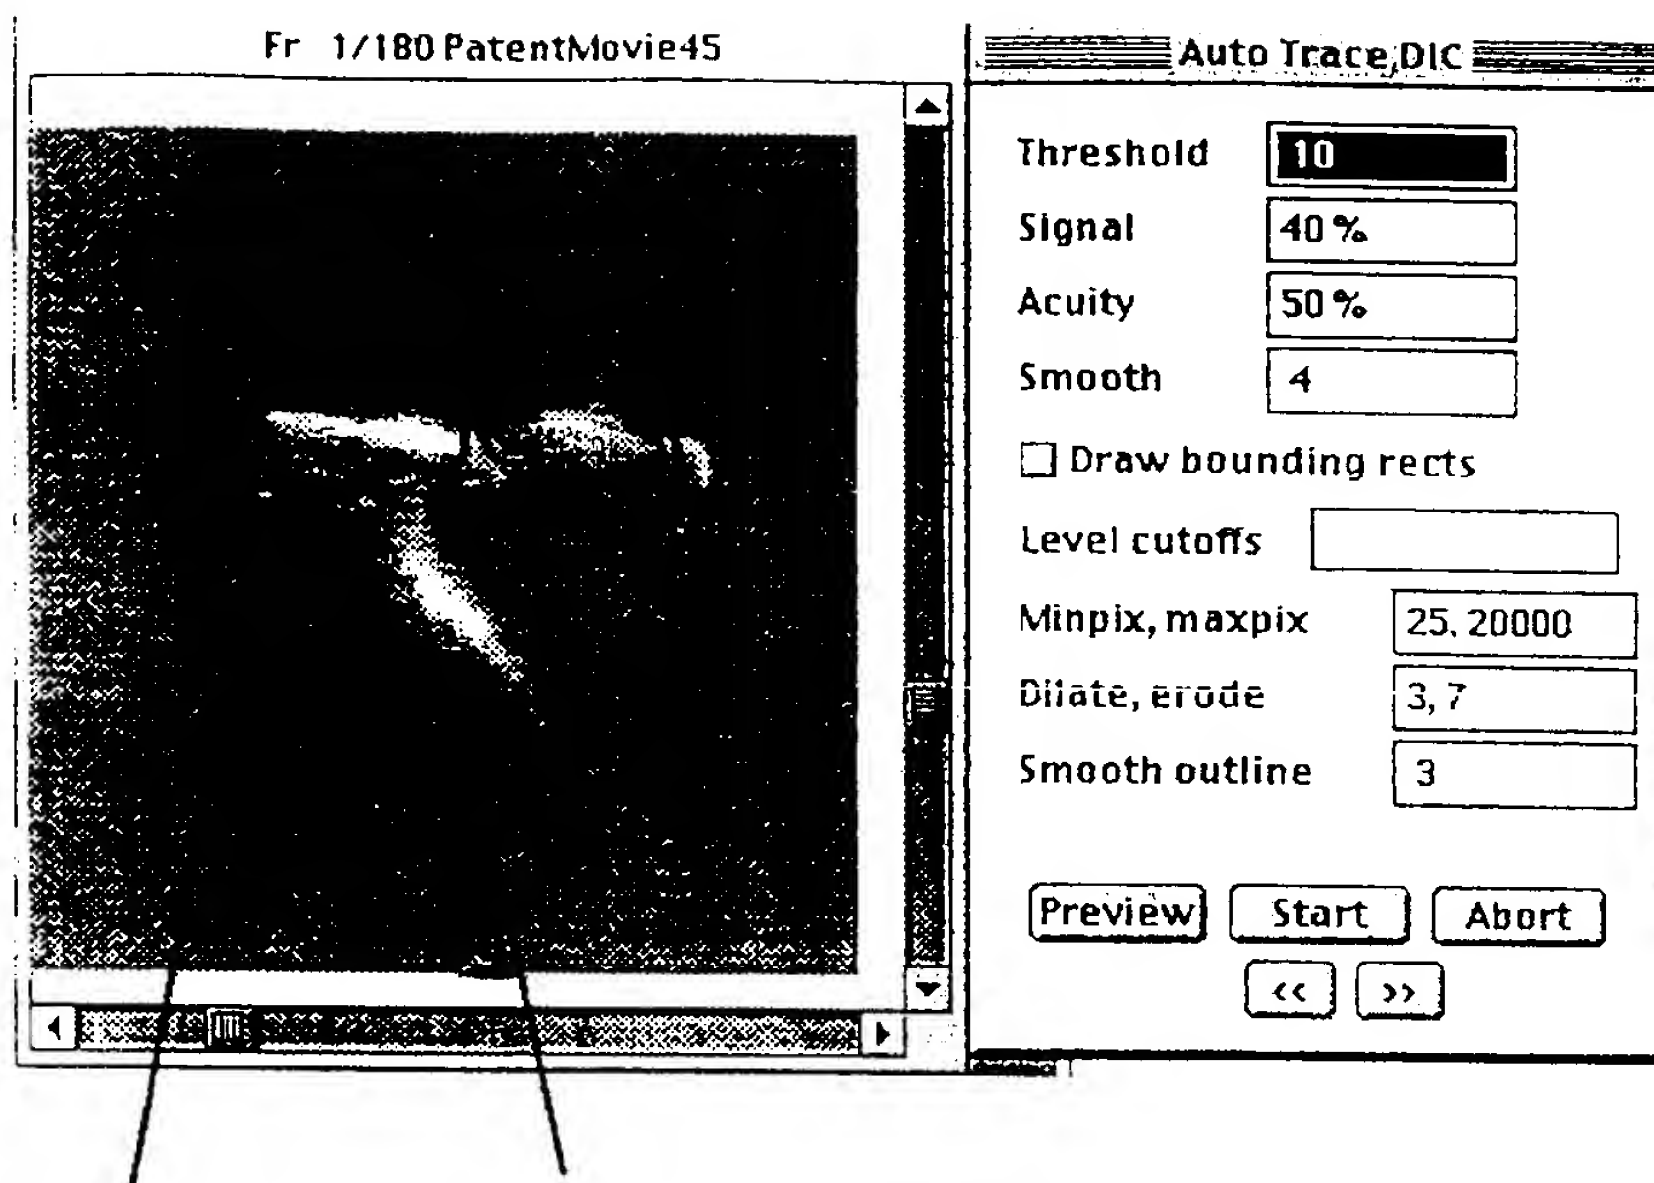 Fr 1/180 PatentMovie45
Auto Trace,DIC
Threshold 10
Signal 40%
Acuity 50%
Smooth 4
Draw bounding rects
Level cutoffs
Minpix, maxpix 25, 20000
Dilate, erode 3, 7
Smooth outline 3
Preview Start Abort
<< >>